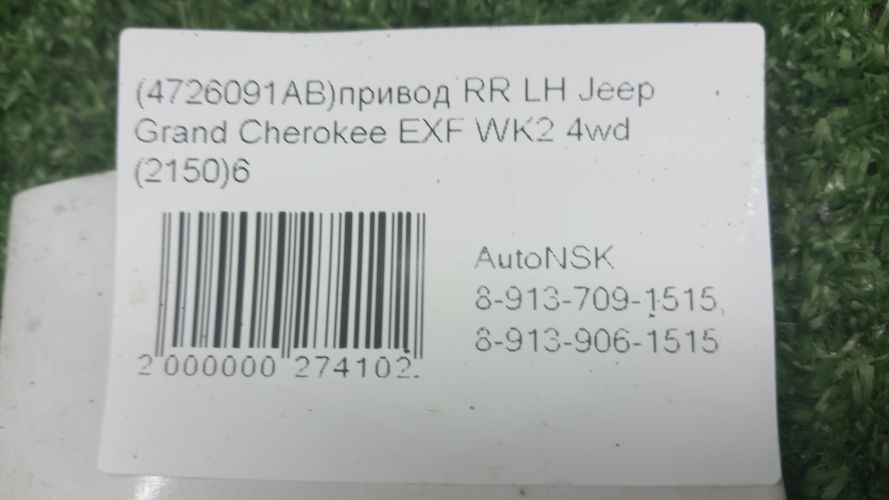 (4726091AB)привод RR LH Jeep
Grand Cherokee EXF WK2 4wd
(2150)6
AutoNSK
8-913-709-1515,
8-913-906-1515
2 000000 274102